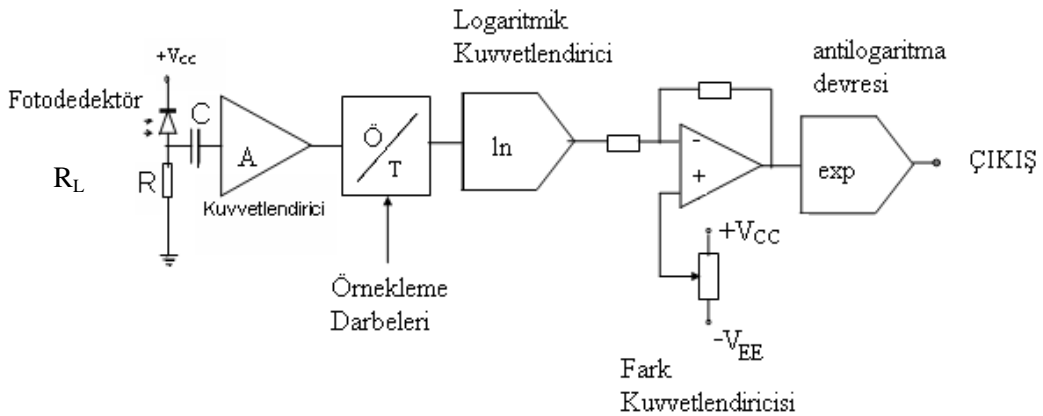 Logaritmik
Kuvvetlendirici
antilogaritma
devresi
+Vcc
Fotodedektör
C
A
Ö
T
ln
-
+
exp
ÇIKIŞ
R
RL
Kuvvetlendirici
+VCC
Örnekleme
Darbeleri
-VEE
Fark
Kuvvetlendiricisi